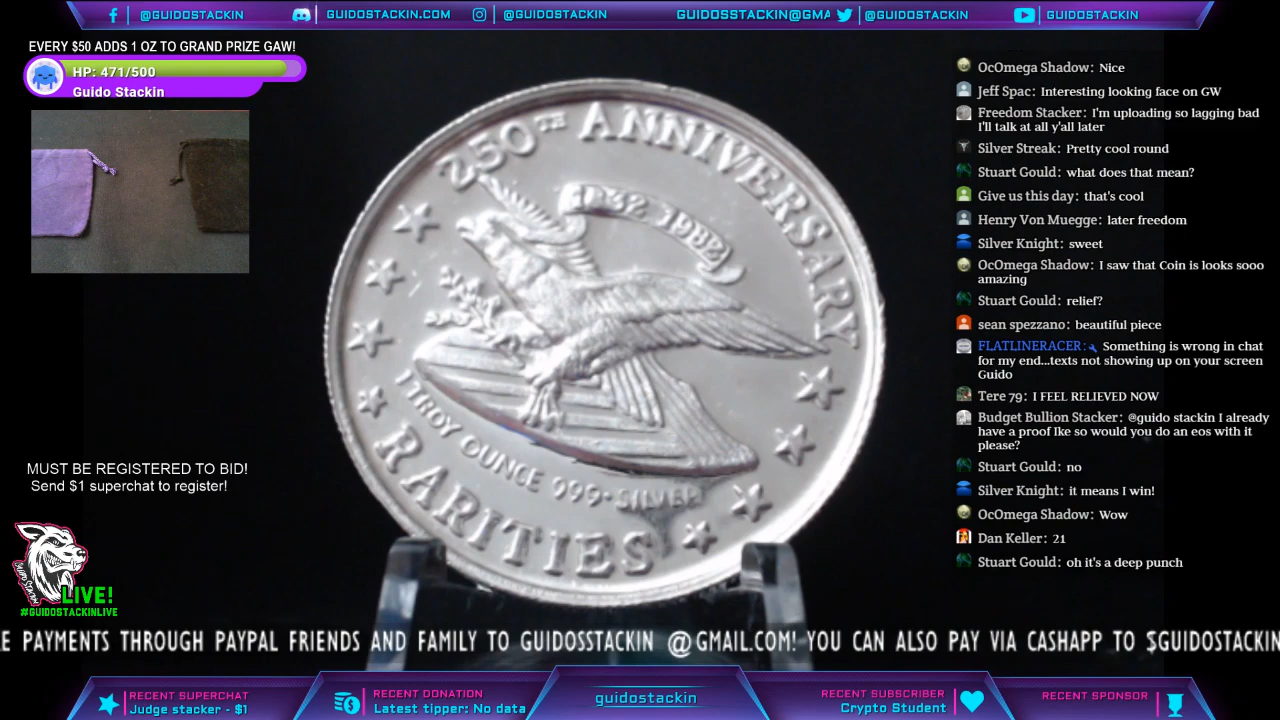 @GUIDOSTACKIN
GUIDOSTACKIN.COM
@GUIDOSTACKIN
GUIDOSSTACKIN@GMA
@GUIDOSTACKIN
GUIDOSTACKIN
EVERY $50 ADDS 1 OZ TO GRAND PRIZE GAW!
HP: 471/500
Guido Stackin
250TH ANNIVERSARY
1732 1982
1 TROY OUNCE 999-SILVER
RARITIES
OcOmega Shadow: Nice
Jeff Spac: Interesting looking face on GW
Freedom Stacker: I'm uploading so lagging bad
I'll talk at all y'all later
Silver Streak: Pretty cool round
Stuart Gould: what does that mean?
Give us this day: that's cool
Henry Von Muegge: later freedom
Silver Knight: sweet
OcOmega Shadow: I saw that Coin is looks sooo
amazing
Stuart Gould: relief?
sean spezzano: beautiful piece
FLATLINERACER: Something is wrong in chat
for my end...texts not showing up on your screen
Guido
Tere 79: I FEEL RELIEVED NOW
Budget Bullion Stacker: @guido stackin I already
have a proof Ike so would you do an eos with it
please?
Stuart Gould: no
Silver Knight: it means I win!
OcOmega Shadow: Wow
Dan Keller: 21
Stuart Gould: oh it's a deep punch
MUST BE REGISTERED TO BID!
Send $1 superchat to register!
GUIDO STACKIN
LIVE!
#GUIDOSTACKINLIVE
E PAYMENTS THROUGH PAYPAL FRIENDS AND FAMILY TO GUIDOSSTACKIN @GMAIL.COM! YOU CAN ALSO PAY VIA CASHAPP TO $GUIDOSTACKIN
RECENT SUPERCHAT
Judge stacker - $1
RECENT DONATION
Latest tipper: No data
guidostackin
RECENT SUBSCRIBER
Crypto Student
RECENT SPONSOR